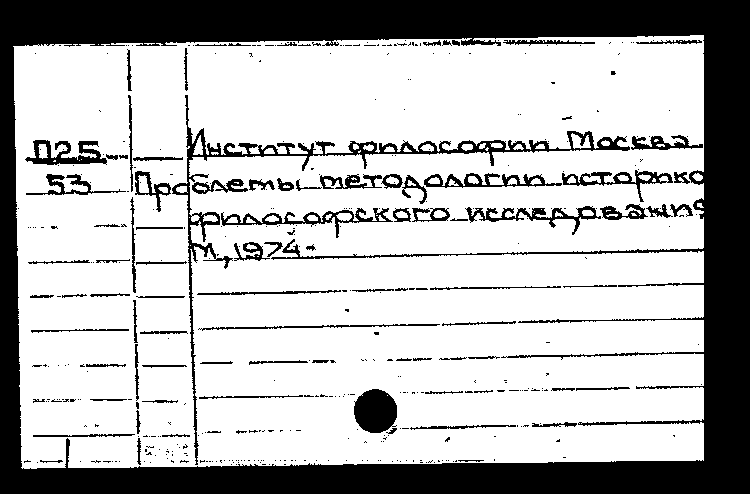 П25 Институт философии Москва
53 Проблемы методологии историко
философского исследования
М, 1974-